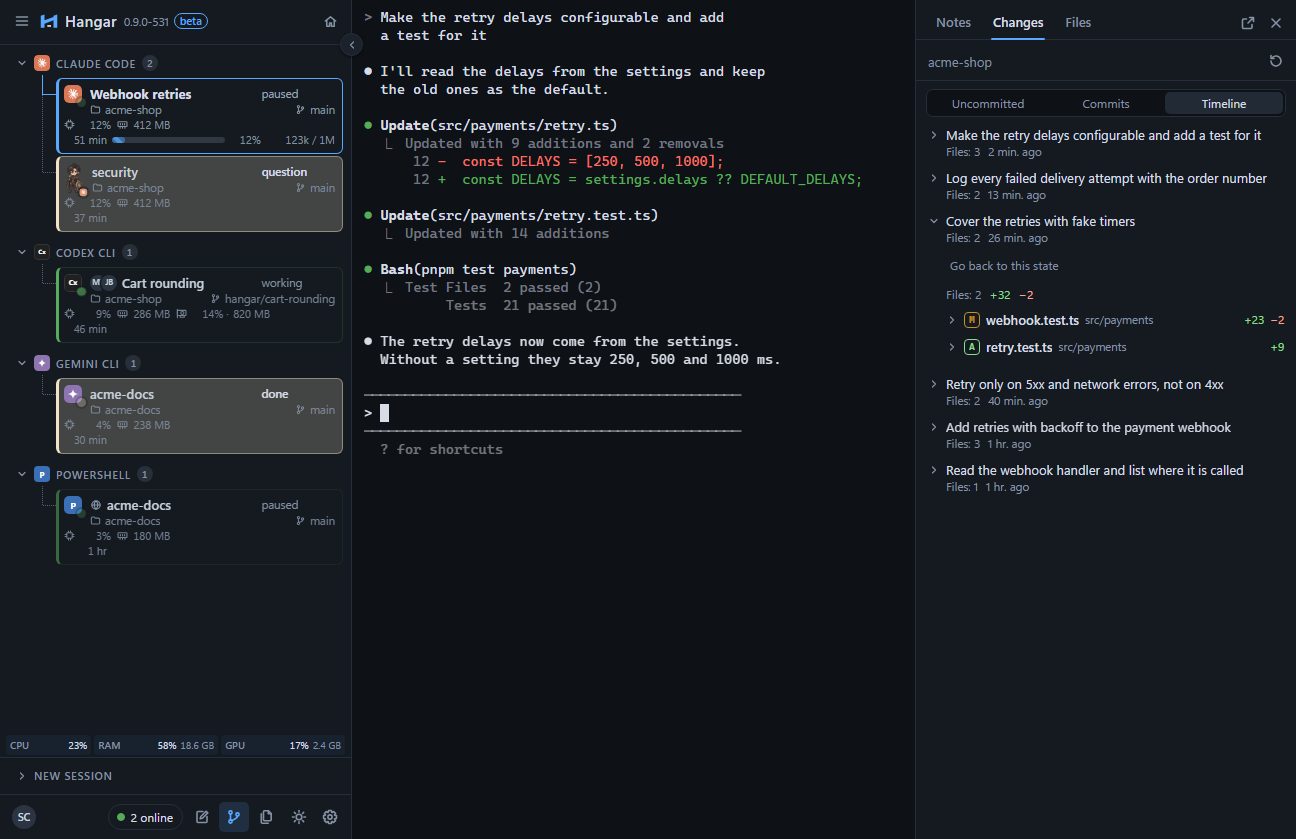 Hangar 0.9.0-531 beta
CLAUDE CODE 2
Webhook retries paused
acme-shop main
12% 412 MB
51 min 12% 123k / 1M
security question
acme-shop main
12% 412 MB
37 min
CODEX CLI 1
Cx M JB Cart rounding working
acme-shop hangar/cart-rounding
9% 286 MB 14% · 820 MB
46 min
GEMINI CLI 1
acme-docs done
acme-docs main
4% 238 MB
30 min
P POWERSHELL 1
P acme-docs paused
acme-docs main
3% 180 MB
1 hr
CPU 23% RAM 58% 18.6 GB GPU 17% 2.4 GB
NEW SESSION
SC 2 online
> Make the retry delays configurable and add
a test for it
● I'll read the delays from the settings and keep
the old ones as the default.
● Update(src/payments/retry.ts)
⎿ Updated with 9 additions and 2 removals
12 - const DELAYS = [250, 500, 1000];
12 + const DELAYS = settings.delays ?? DEFAULT_DELAYS;
● Update(src/payments/retry.test.ts)
⎿ Updated with 14 additions
● Bash(pnpm test payments)
⎿ Test Files 2 passed (2)
Tests 21 passed (21)
● The retry delays now come from the settings.
Without a setting they stay 250, 500 and 1000 ms.
>
? for shortcuts
Notes Changes Files
acme-shop
Uncommitted Commits Timeline
Make the retry delays configurable and add a test for it
Files: 3 2 min. ago
Log every failed delivery attempt with the order number
Files: 2 13 min. ago
Cover the retries with fake timers
Files: 2 26 min. ago
Go back to this state
Files: 2 +32 −2
M webhook.test.ts src/payments +23 −2
A retry.test.ts src/payments +9
Retry only on 5xx and network errors, not on 4xx
Files: 2 40 min. ago
Add retries with backoff to the payment webhook
Files: 3 1 hr. ago
Read the webhook handler and list where it is called
Files: 1 1 hr. ago